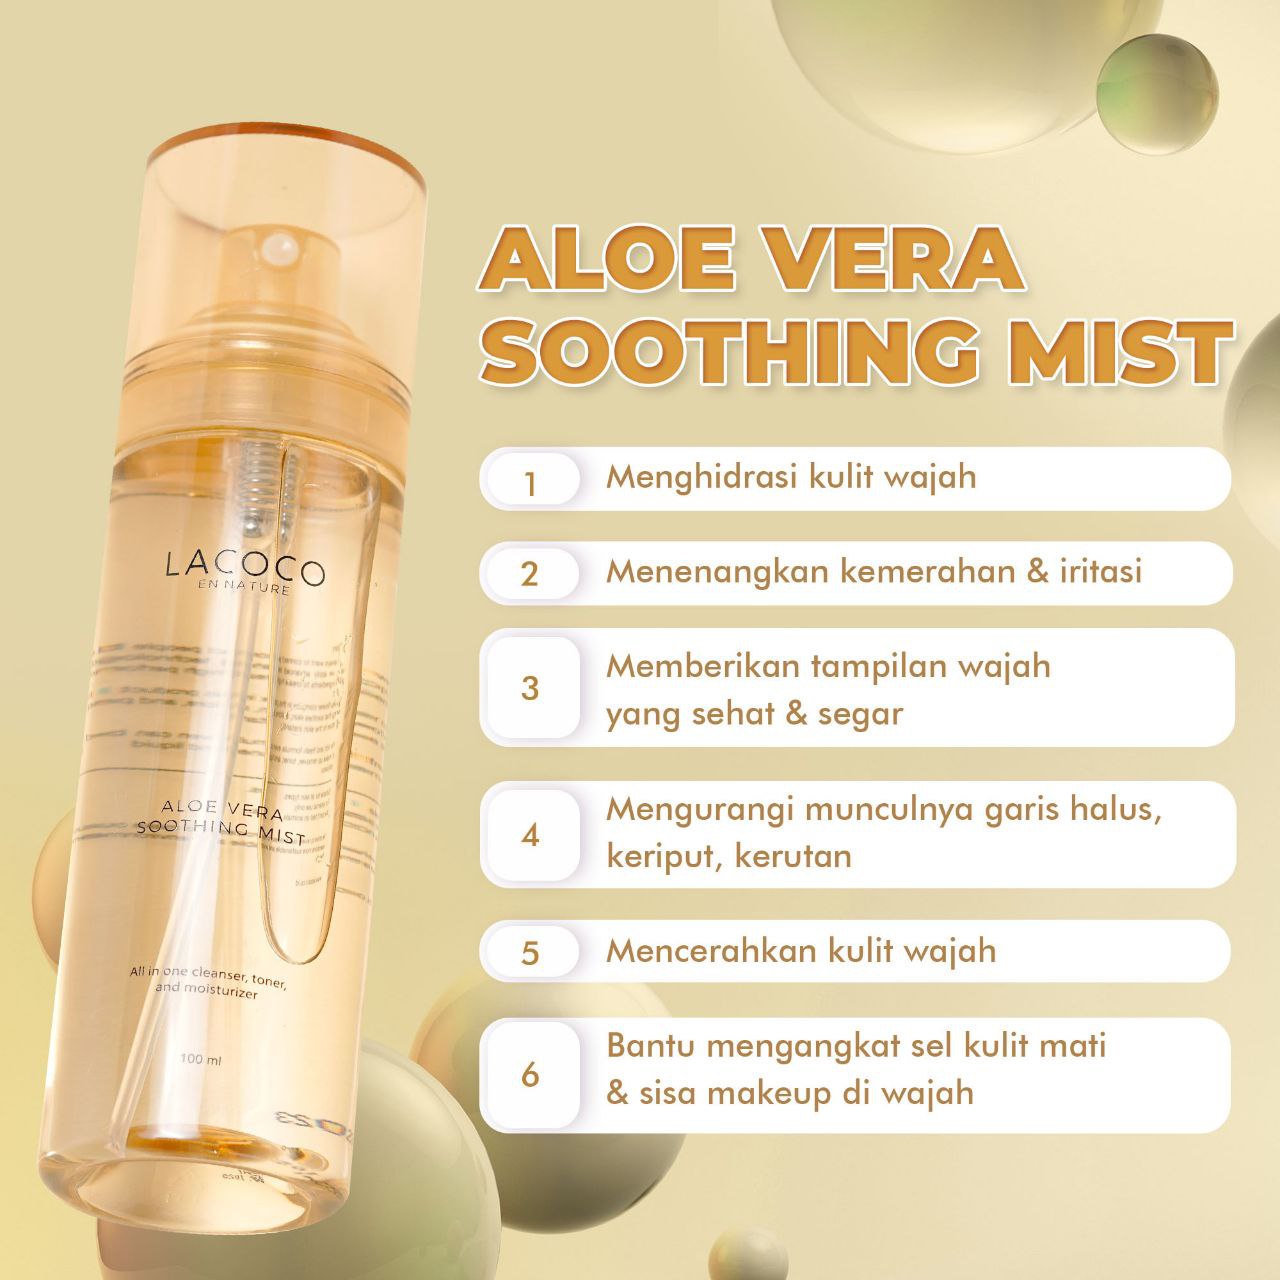 ALOE VERA
SOOTHING MIST
1 Menghidrasi kulit wajah
2 Menenangkan kemerahan & iritasi
3 Memberikan tampilan wajah
yang sehat & segar
4 Mengurangi munculnya garis halus,
keriput, kerutan
5 Mencerahkan kulit wajah
6 Bantu mengangkat sel kulit mati
& sisa makeup di wajah
LACOCO
EN NATURE
ALOE VERA
SOOTHING MIST
All in one cleanser, toner,
and moisturizer
100 ml